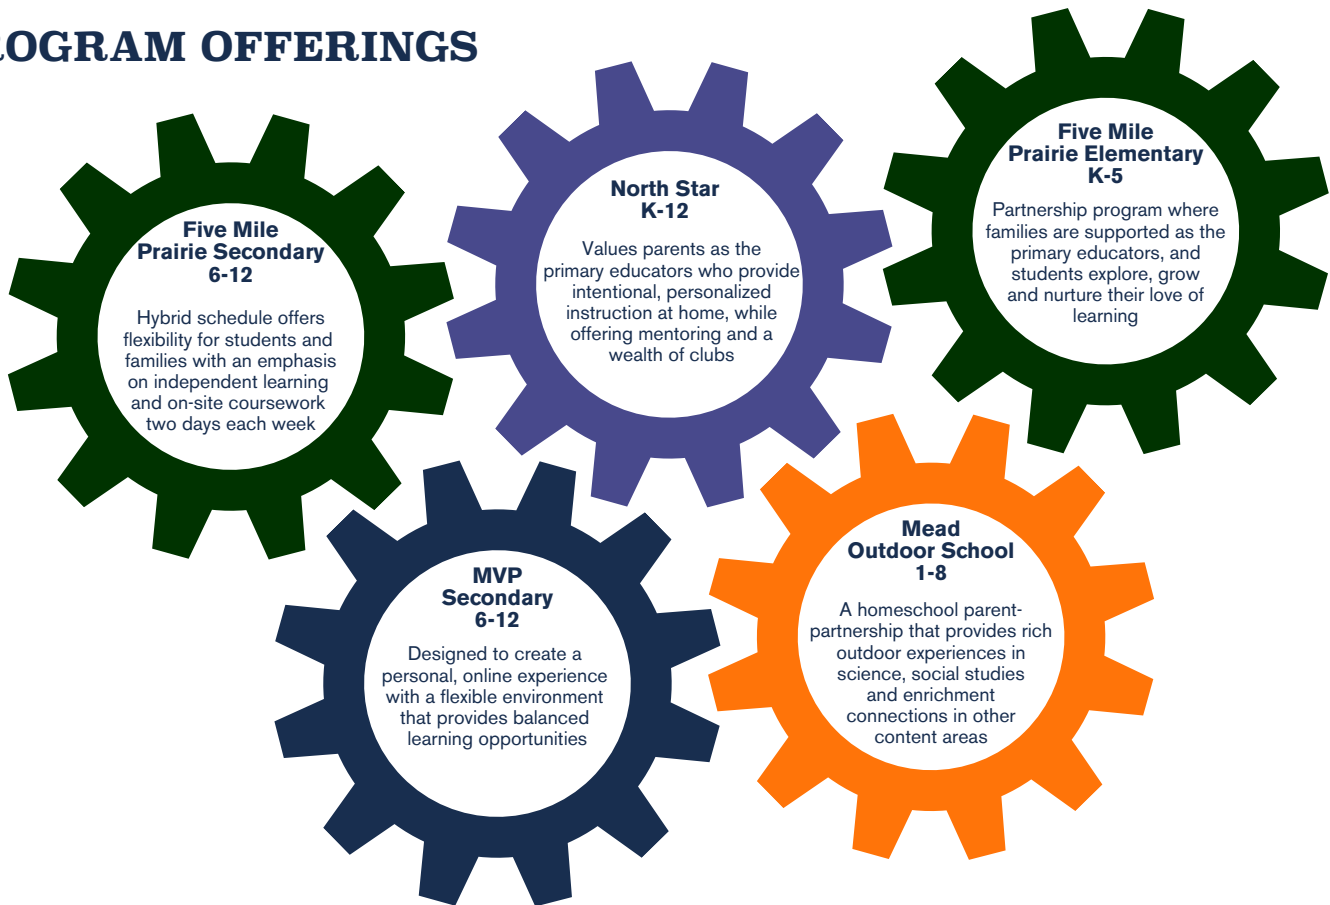 ROGRAM OFFERINGS
Five Mile
Prairie Secondary
6-12
Hybrid schedule offers
flexibility for students and
families with an emphasis
on independent learning
and on-site coursework
two days each week
North Star
K-12
Values parents as the
primary educators who provide
intentional, personalized
instruction at home, while
offering mentoring and a
wealth of clubs
Five Mile
Prairie Elementary
K-5
Partnership program where
families are supported as the
primary educators, and
students explore, grow
and nurture their love of
learning
MVP
Secondary
6-12
Designed to create a
personal, online experience
with a flexible environment
that provides balanced
learning opportunities
Mead
Outdoor School
1-8
A homeschool parent-
partnership that provides rich
outdoor experiences in
science, social studies
and enrichment
connections in other
content areas